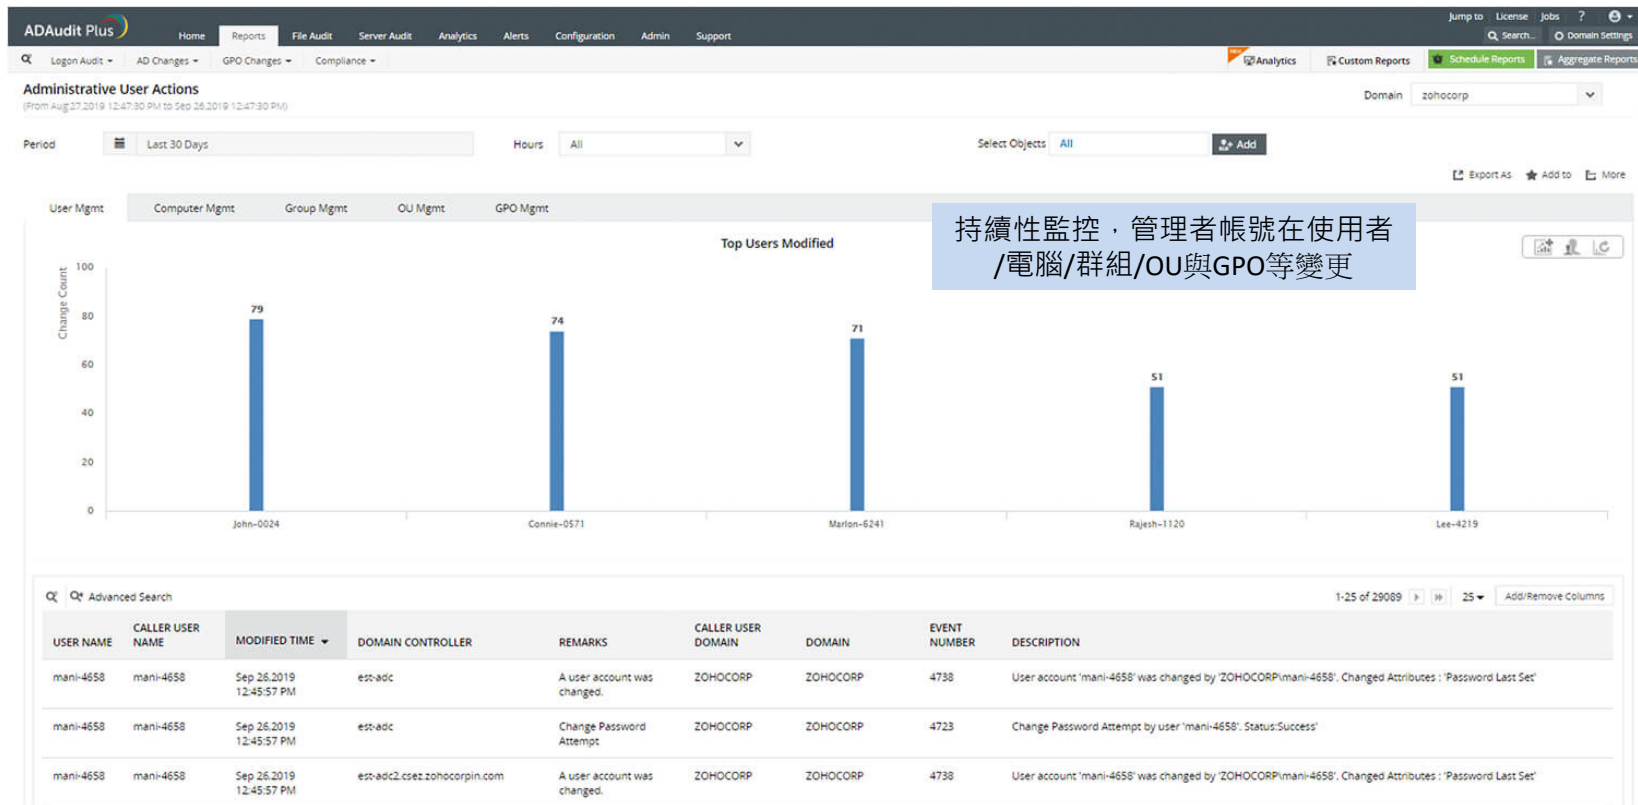 ADAudit Plus
Jump to License Jobs ?
Home Reports File Audit Server Audit Analytics Alerts Configuration Admin Support
Search... Domain Settings
Logon Audit AD Changes GPO Changes Compliance
NEW Analytics Custom Reports Schedule Reports Aggregate Reports
Administrative User Actions
(From Aug 27,2019 12:47:30 PM to Sep 26,2019 12:47:30 PM)
Domain zohocorp
Period Last 30 Days Hours All Select Objects All Add
Export As Add to More
User Mgmt Computer Mgmt Group Mgmt OU Mgmt GPO Mgmt
持續性監控，管理者帳號在使用者
/電腦/群組/OU與GPO等變更
Top Users Modified
Change Count
100
80
60
40
20
0
79
74
71
51
51
John-0024 Connie-0571 Marlon-6241 Rajesh-1120 Lee-4219
Advanced Search 1-25 of 29089 25 Add/Remove Columns
USER NAME CALLER USER NAME MODIFIED TIME DOMAIN CONTROLLER REMARKS CALLER USER DOMAIN DOMAIN EVENT NUMBER DESCRIPTION
mani-4658 mani-4658 Sep 26,2019 12:45:57 PM est-adc A user account was changed. ZOHOCORP ZOHOCORP 4738 User account 'mani-4658' was changed by 'ZOHOCORP\mani-4658'. Changed Attributes : 'Password Last Set'
mani-4658 mani-4658 Sep 26,2019 12:45:57 PM est-adc Change Password Attempt ZOHOCORP ZOHOCORP 4723 Change Password Attempt by user 'mani-4658'. Status:Success'
mani-4658 mani-4658 Sep 26,2019 12:45:57 PM est-adc2.csez.zohocorpin.com A user account was changed. ZOHOCORP ZOHOCORP 4738 User account 'mani-4658' was changed by 'ZOHOCORP\mani-4658'. Changed Attributes : 'Password Last Set'